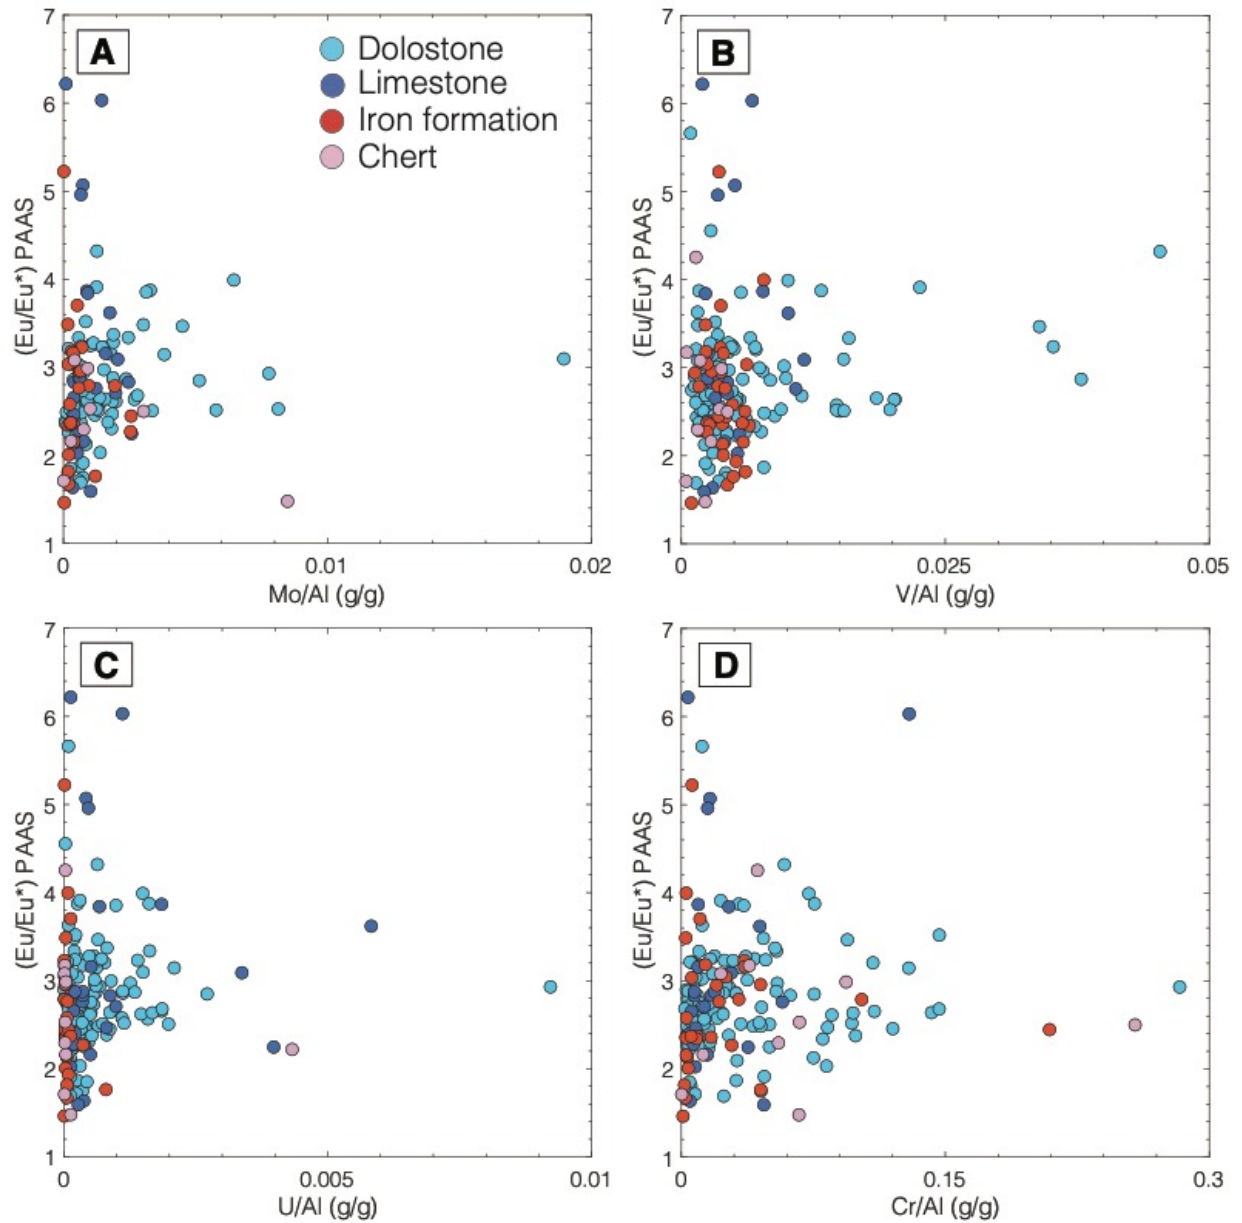 A
Dolostone
Limestone
Iron formation
Chert
7
6
5
4
3
2
1
(Eu/Eu*) PAAS
0
0.01
0.02
Mo/Al (g/g)
B
7
6
5
4
3
2
1
(Eu/Eu*) PAAS
0
0.025
0.05
V/Al (g/g)
C
7
6
5
4
3
2
1
(Eu/Eu*) PAAS
0
0.005
0.01
U/Al (g/g)
D
7
6
5
4
3
2
1
(Eu/Eu*) PAAS
0
0.15
0.3
Cr/Al (g/g)